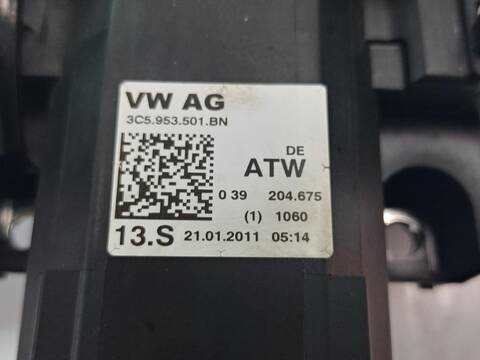 VW AG
3C5.953.501.BN
DE
ATW
0 39 204.675
(1) 1060
13.S 21.01.2011 05:14